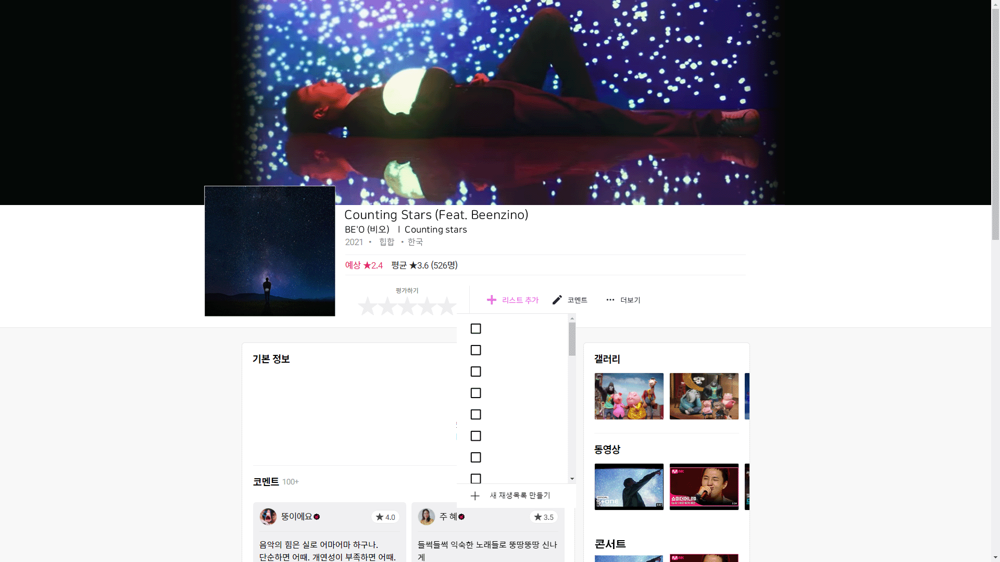 Counting Stars (Feat. Beenzino)
BE'O (비오) | Counting stars
2021 • 힙합 • 한국
예상 ★2.4 평균 ★3.6 (526명)
평가하기
리스트 추가
코멘트
더보기
새 재생목록 만들기
기본 정보
코멘트 100+
뚱이에요
★ 4.0
음악의 힘은 실로 어마어마 하구나.
단순하면 어때. 개연성이 부족하면 어때.
주 혜
★ 3.5
들썩들썩 익숙한 노래들로 뚱땅뚱땅 신나
게
갤러리
동영상
STONE
2:47
쇼미더머니10
2:24
콘서트